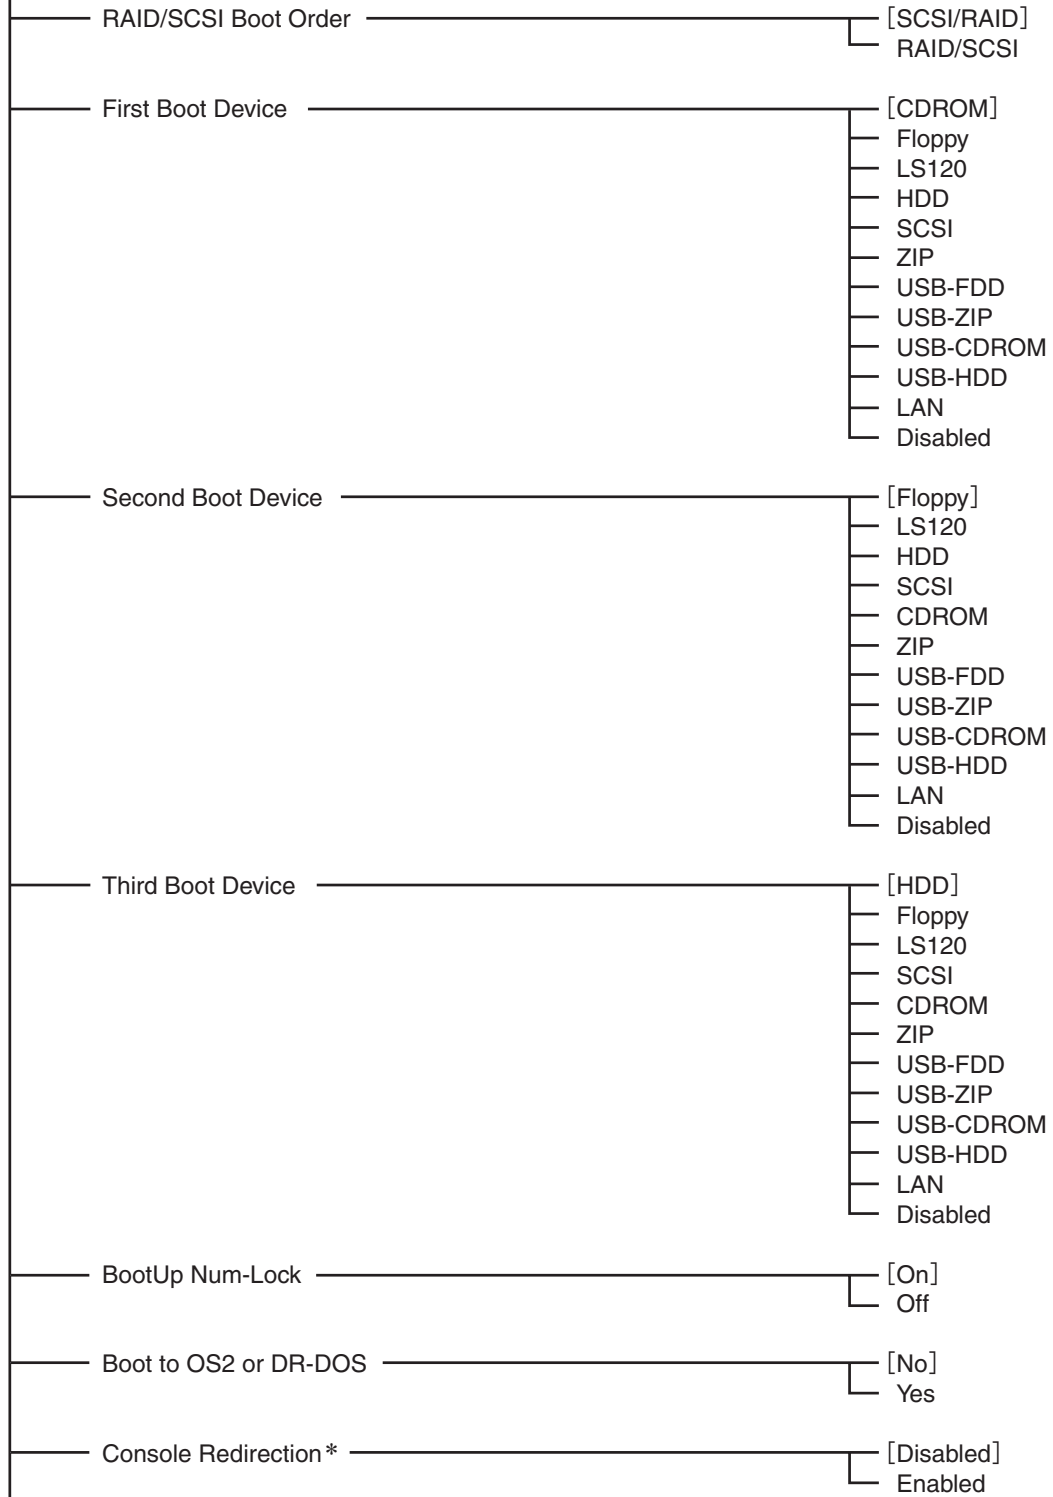 RAID/SCSI Boot Order [SCSI/RAID]
RAID/SCSI
First Boot Device [CDROM]
Floppy
LS120
HDD
SCSI
ZIP
USB-FDD
USB-ZIP
USB-CDROM
USB-HDD
LAN
Disabled
Second Boot Device [Floppy]
LS120
HDD
SCSI
CDROM
ZIP
USB-FDD
USB-ZIP
USB-CDROM
USB-HDD
LAN
Disabled
Third Boot Device [HDD]
Floppy
LS120
SCSI
CDROM
ZIP
USB-FDD
USB-ZIP
USB-CDROM
USB-HDD
LAN
Disabled
BootUp Num-Lock [On]
Off
Boot to OS2 or DR-DOS [No]
Yes
Console Redirection* [Disabled]
Enabled